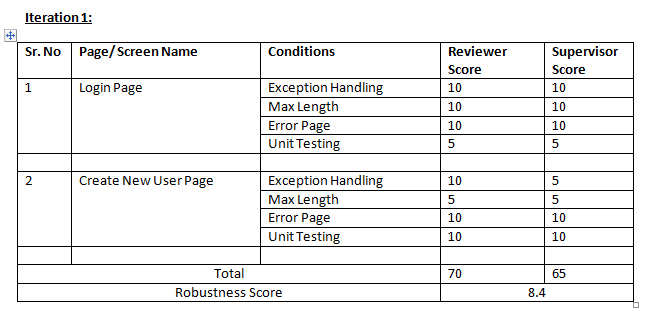 Iteration 1:
Sr. No Page/Screen Name Conditions Reviewer Score Supervisor Score
1 Login Page Exception Handling 10 10
Max Length 10 10
Error Page 10 10
Unit Testing 5 5
2 Create New User Page Exception Handling 10 5
Max Length 5 5
Error Page 10 10
Unit Testing 10 10
Total 70 65
Robustness Score 8.4